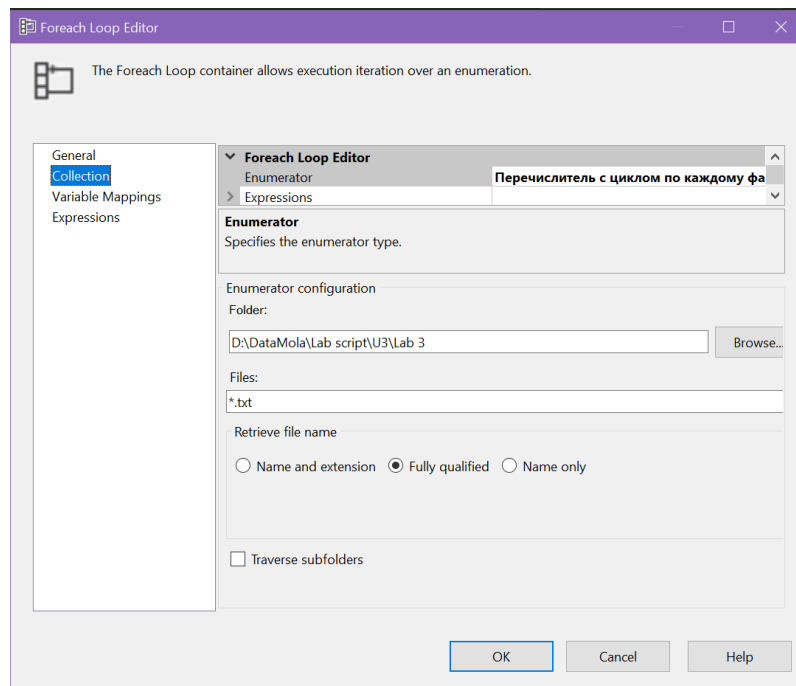 Foreach Loop Editor
The Foreach Loop container allows execution iteration over an enumeration.
General
Collection
Variable Mappings
Expressions
Foreach Loop Editor
Enumerator Перечислитель с циклом по каждому фа
Expressions
Enumerator
Specifies the enumerator type.
Enumerator configuration
Folder:
D:\DataMola\Lab script\U3\Lab 3
Browse...
Files:
*.txt
Retrieve file name
Name and extension Fully qualified Name only
Traverse subfolders
OK Cancel Help